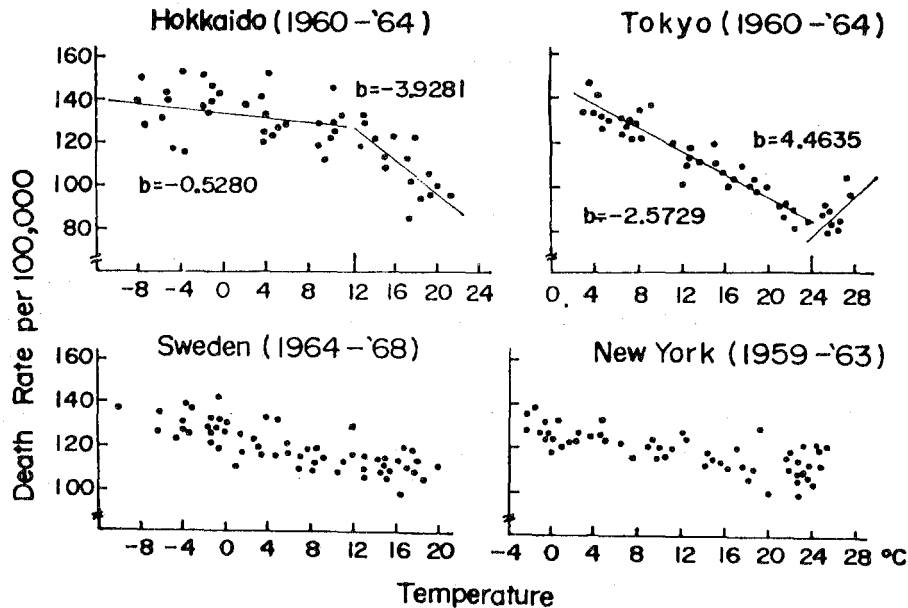 Hokkaido (1960-'64)
160
140
120
100
80
b=-3.9281
b=-0.5280
-8 -4 0 4 8 12 16 20 24
Tokyo (1960-'64)
b=4.4635
b=-2.5729
0 4 8 12 16 20 24 28
Death Rate per 100,000
Sweden (1964-'68)
160
140
120
100
-8 -4 0 4 8 12 16 20
New York (1959-'63)
-4 0 4 8 12 16 20 24 28 °C
Temperature